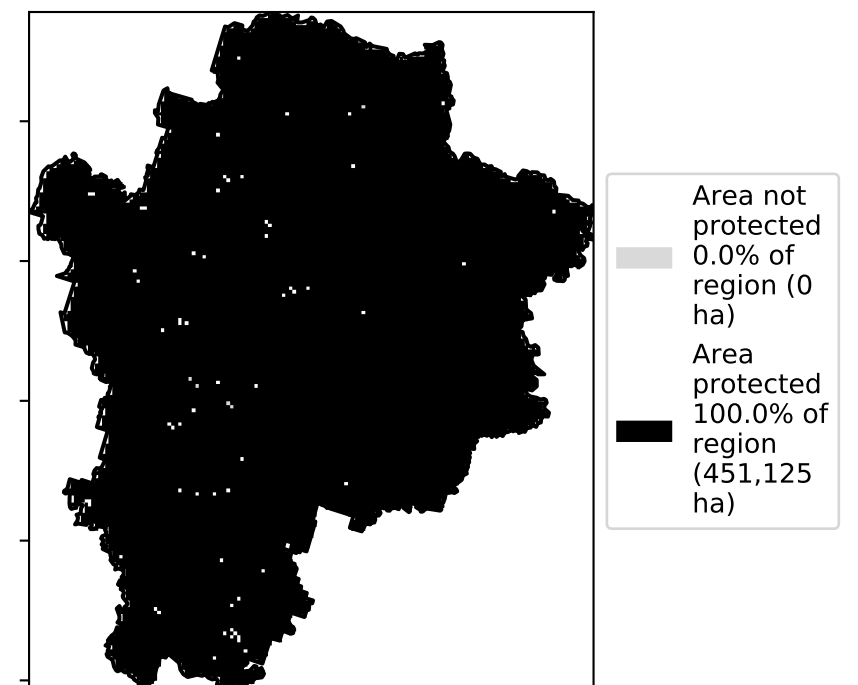 Area not
protected
0.0% of
region (0
ha)
Area
protected
100.0% of
region
(451,125
ha)